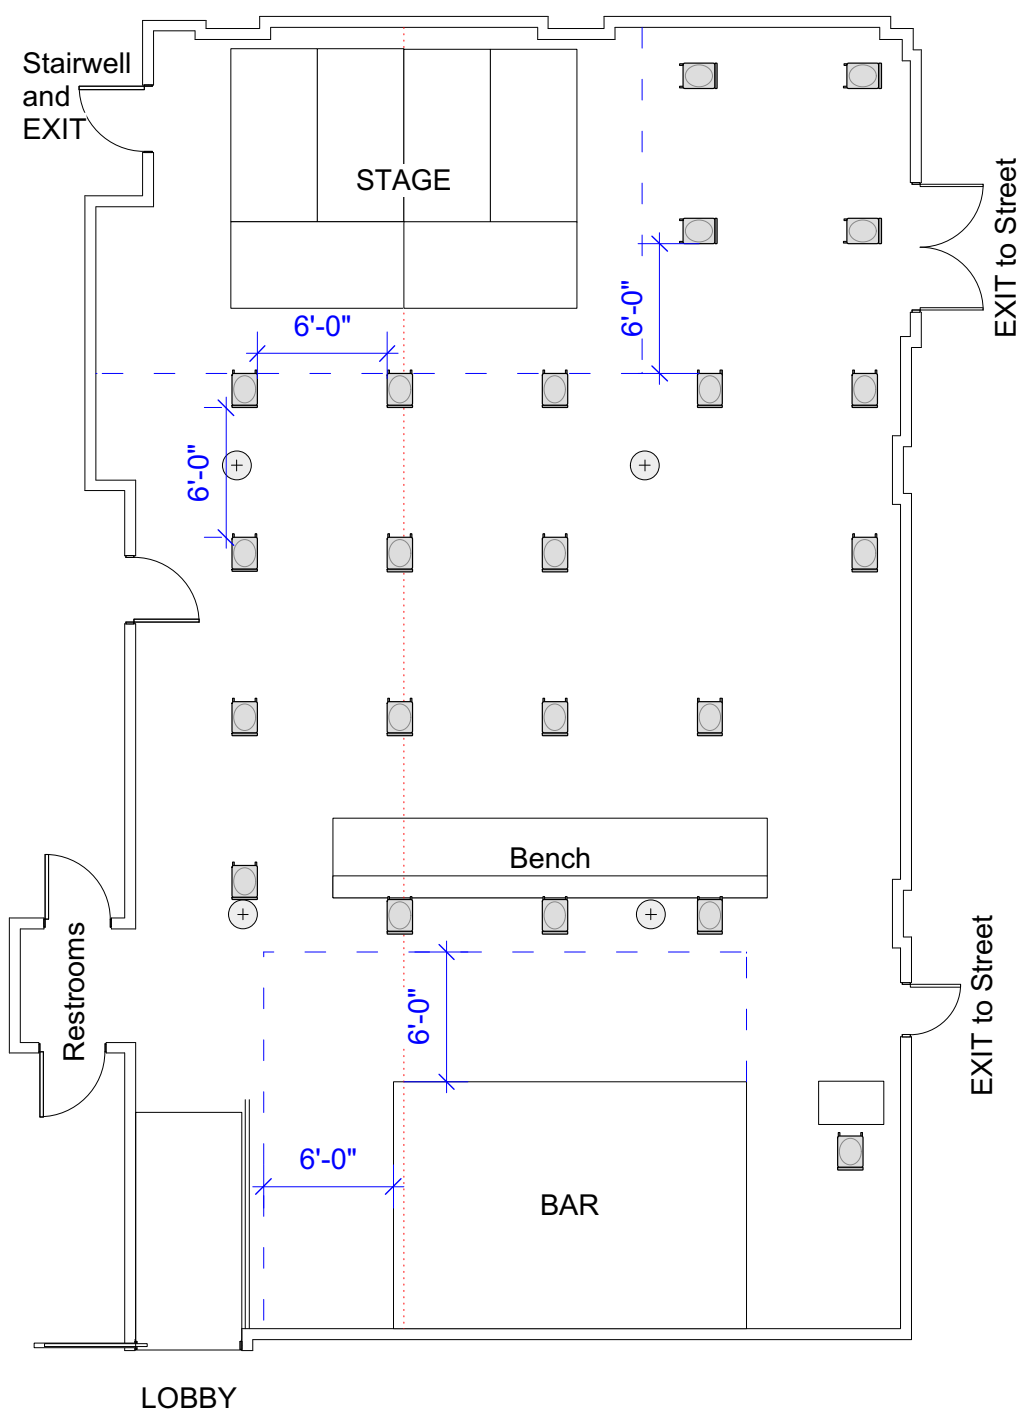 Stairwell
and
EXIT
STAGE
EXIT to Street
6'-0"
6'-0"
6'-0"
Bench
Restrooms
6'-0"
EXIT to Street
6'-0"
BAR
LOBBY